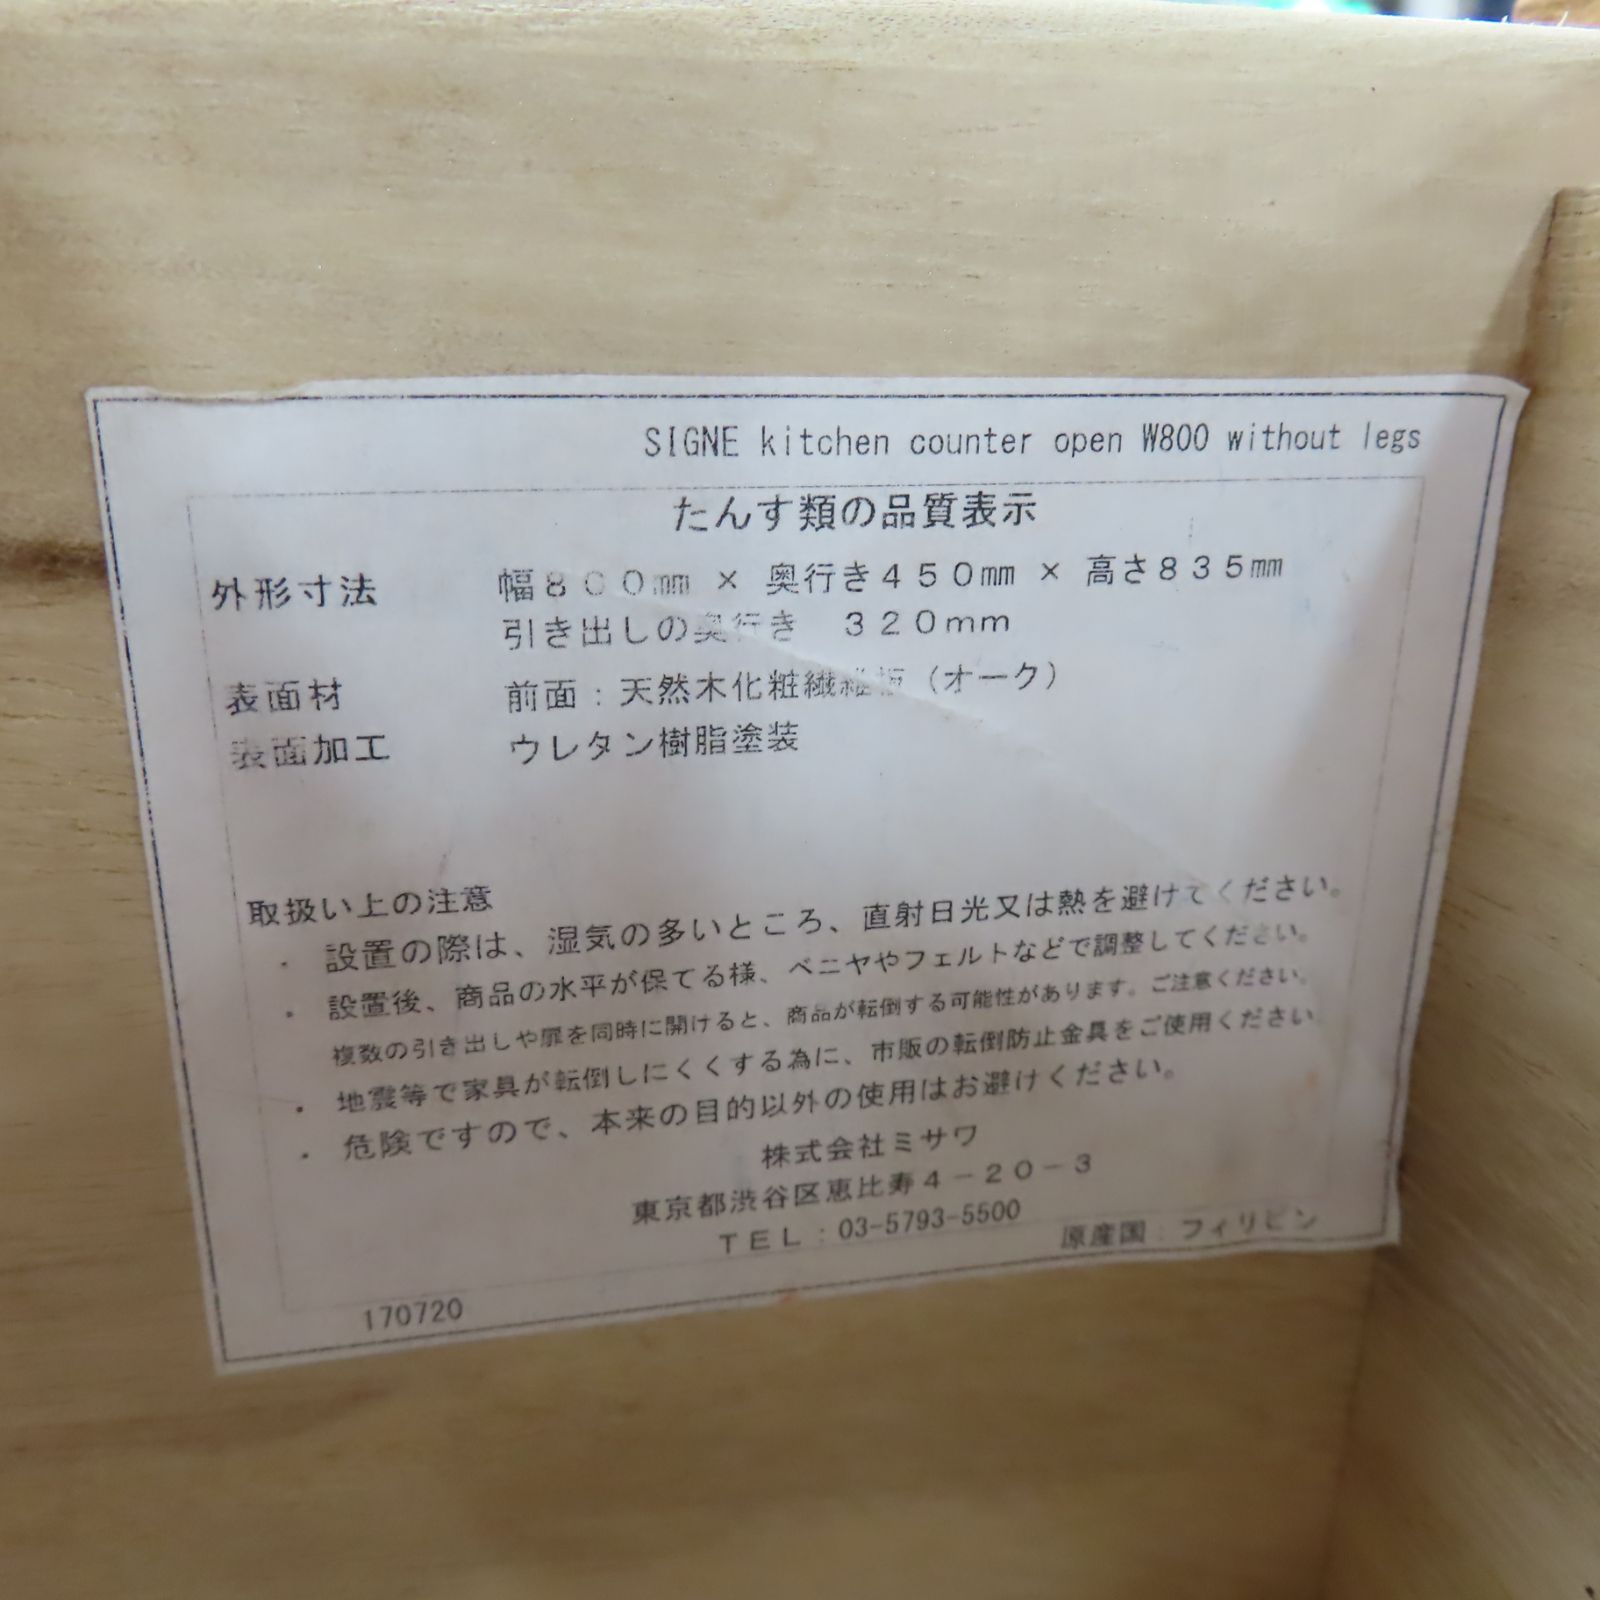 SIGNE kitchen counter open W800 without legs
たんす類の品質表示
外形寸法 幅800㎜ × 奥行き450㎜ × 高さ835㎜
引き出しの奥行き 320mm
表面材 前面：天然木化粧繊維板（オーク）
表面加工 ウレタン樹脂塗装
取扱い上の注意
・ 設置の際は、湿気の多いところ、直射日光又は熱を避けてください。
・ 設置後、商品の水平が保てる様、ベニヤやフェルトなどで調整してください。
複数の引き出しや扉を同時に開けると、商品が転倒する可能性があります。ご注意ください。
・ 地震等で家具が転倒しにくくする為に、市販の転倒防止金具をご使用ください
・ 危険ですので、本来の目的以外の使用はお避けください。
株式会社ミサワ
東京都渋谷区恵比寿4－20－3
TEL：03-5793-5500
原産国：フィリピン
170720